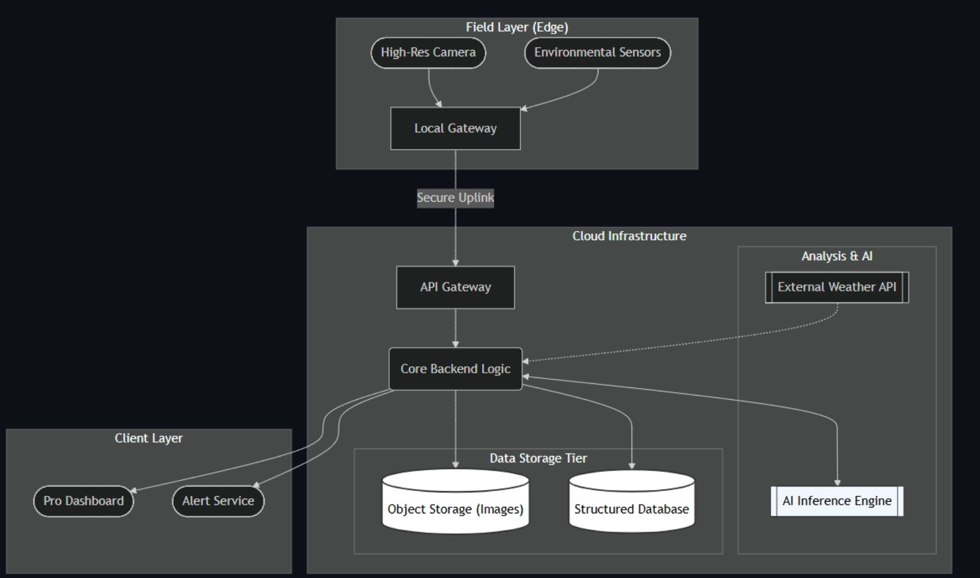 Field Layer (Edge)
High-Res Camera
Environmental Sensors
Local Gateway
Secure Uplink
Cloud Infrastructure
Analysis & AI
API Gateway
External Weather API
Core Backend Logic
Client Layer
Data Storage Tier
Pro Dashboard
Alert Service
Object Storage (Images)
Structured Database
AI Inference Engine